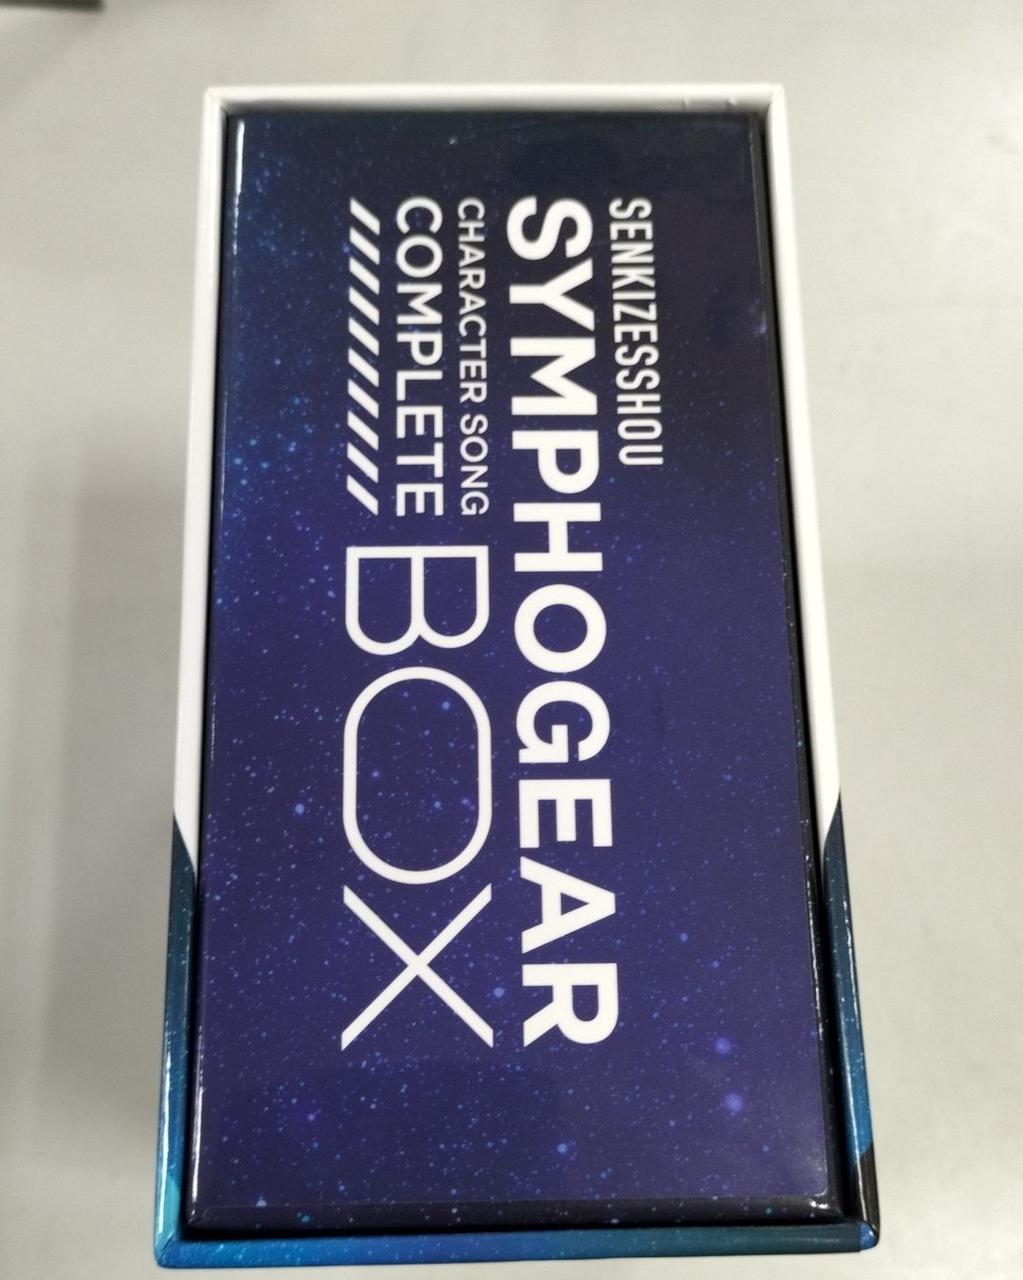 SENKIZESSHOU
SYMPHOGEAR
CHARACTER SONG
COMPLETE
BOX